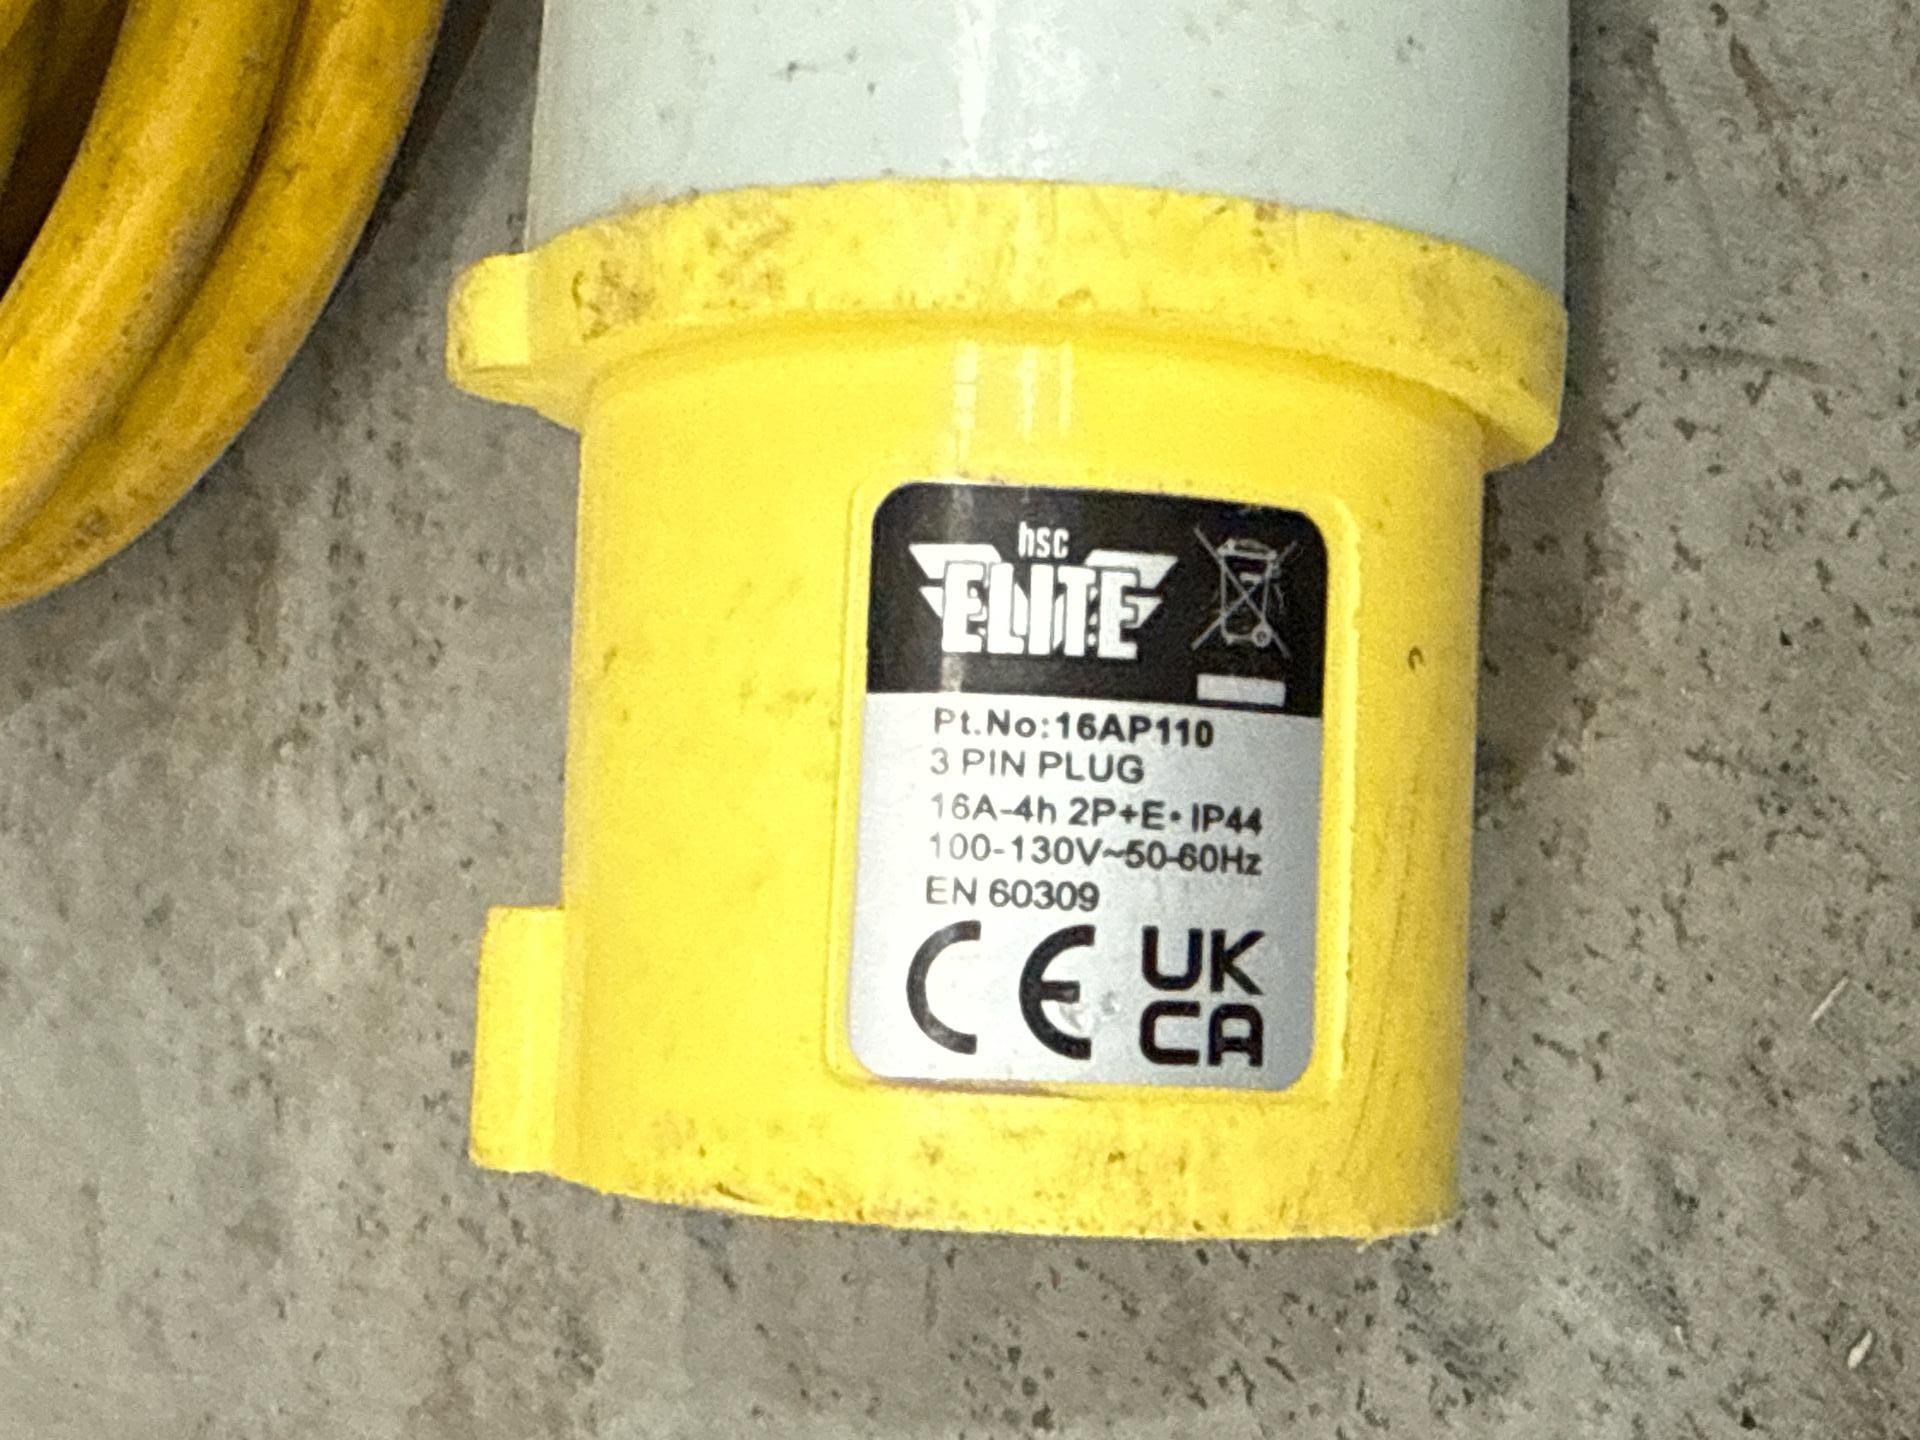 hsc
ELITE
Pt.No:16AP110
3 PIN PLUG
16A-4h 2P+E• IP44
100-130V~50-60Hz
EN 60309
CE UK
CA